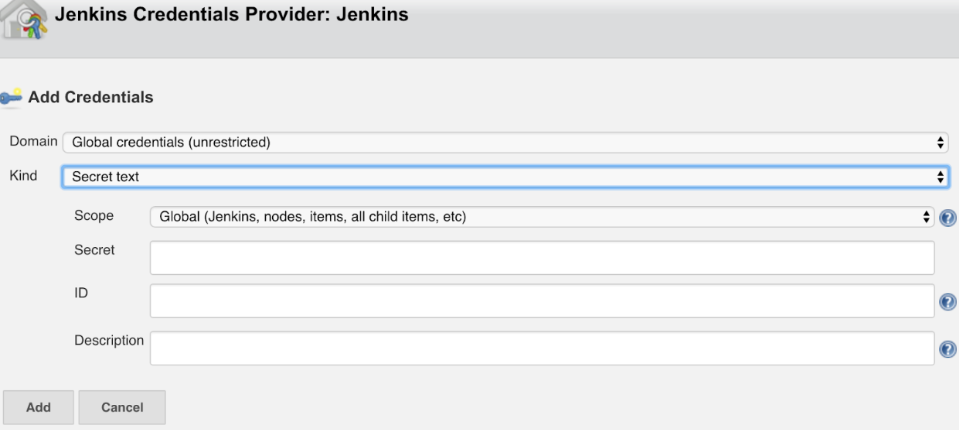 Jenkins Credentials Provider: Jenkins
Add Credentials
Domain Global credentials (unrestricted)
Kind Secret text
Scope Global (Jenkins, nodes, items, all child items, etc)
Secret
ID
Description
Add Cancel